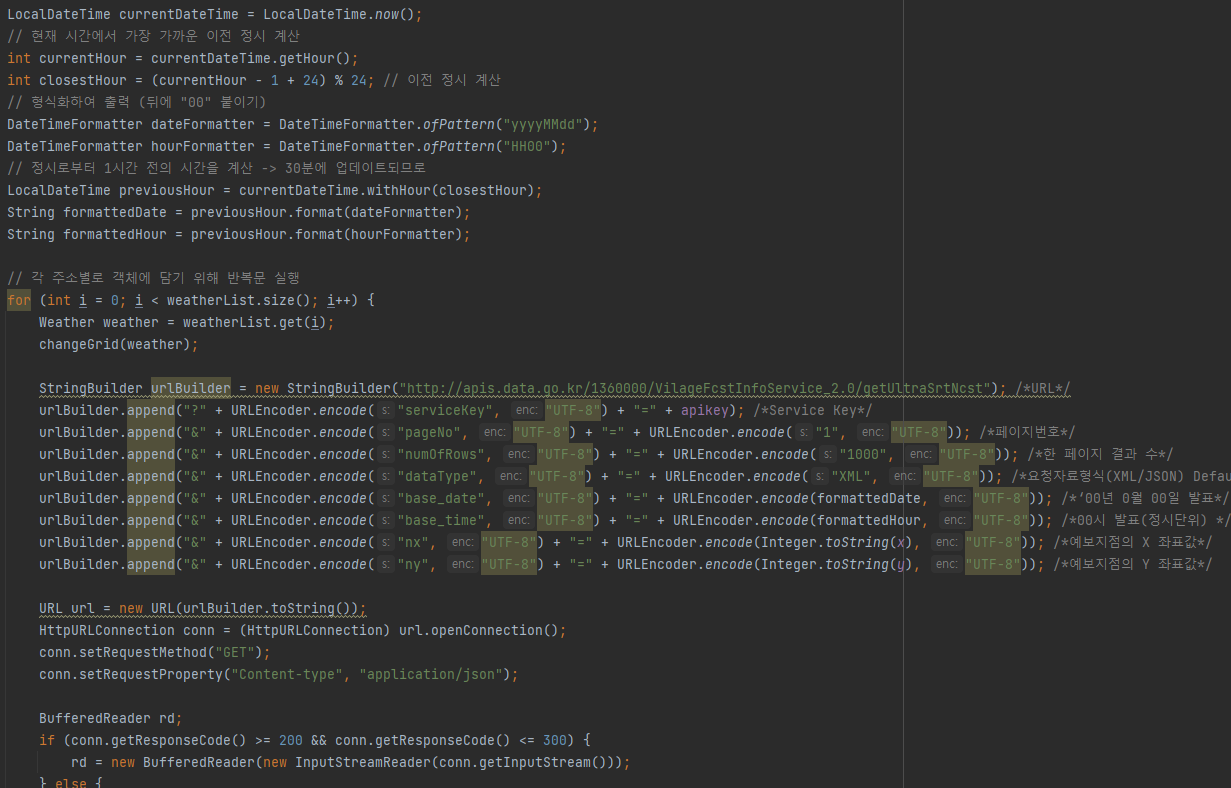 LocalDateTime currentDateTime = LocalDateTime.now();
// 현재 시간에서 가장 가까운 이전 정시 계산
int currentHour = currentDateTime.getHour();
int closestHour = (currentHour - 1 + 24) % 24; // 이전 정시 계산
// 형식화하여 출력 (뒤에 "00" 붙이기)
DateTimeFormatter dateFormatter = DateTimeFormatter.ofPattern("yyyyMMdd");
DateTimeFormatter hourFormatter = DateTimeFormatter.ofPattern("HH00");
// 정시로부터 1시간 전의 시간을 계산 -> 30분에 업데이트되므로
LocalDateTime previousHour = currentDateTime.withHour(closestHour);
String formattedDate = previousHour.format(dateFormatter);
String formattedHour = previousHour.format(hourFormatter);
// 각 주소별로 객체에 담기 위해 반복문 실행
for (int i = 0; i < weatherList.size(); i++) {
Weather weather = weatherList.get(i);
changeGrid(weather);
StringBuilder urlBuilder = new StringBuilder("http://apis.data.go.kr/1360000/VilageFcstInfoService_2.0/getUltraSrtNcst"); /*URL*/
urlBuilder.append("?" + URLEncoder.encode( s: "serviceKey", enc: "UTF-8") + "=" + apikey); /*Service Key*/
urlBuilder.append("&" + URLEncoder.encode( s: "pageNo", enc: "UTF-8") + "=" + URLEncoder.encode( s: "1", enc: "UTF-8")); /*페이지번호*/
urlBuilder.append("&" + URLEncoder.encode( s: "numOfRows", enc: "UTF-8") + "=" + URLEncoder.encode( s: "1000", enc: "UTF-8")); /*한 페이지 결과 수*/
urlBuilder.append("&" + URLEncoder.encode( s: "dataType", enc: "UTF-8") + "=" + URLEncoder.encode( s: "XML", enc: "UTF-8")); /*요청자료형식(XML/JSON) Defau
urlBuilder.append("&" + URLEncoder.encode( s: "base_date", enc: "UTF-8") + "=" + URLEncoder.encode(formattedDate, enc: "UTF-8")); /*‘00년 0월 00일 발표*/
urlBuilder.append("&" + URLEncoder.encode( s: "base_time", enc: "UTF-8") + "=" + URLEncoder.encode(formattedHour, enc: "UTF-8")); /*00시 발표(정시단위) */
urlBuilder.append("&" + URLEncoder.encode( s: "nx", enc: "UTF-8") + "=" + URLEncoder.encode(Integer.toString(x), enc: "UTF-8")); /*예보지점의 X 좌표값*/
urlBuilder.append("&" + URLEncoder.encode( s: "ny", enc: "UTF-8") + "=" + URLEncoder.encode(Integer.toString(y), enc: "UTF-8")); /*예보지점의 Y 좌표값*/
URL url = new URL(urlBuilder.toString());
HttpURLConnection conn = (HttpURLConnection) url.openConnection();
conn.setRequestMethod("GET");
conn.setRequestProperty("Content-type", "application/json");
BufferedReader rd;
if (conn.getResponseCode() >= 200 && conn.getResponseCode() <= 300) {
rd = new BufferedReader(new InputStreamReader(conn.getInputStream()));
} else {